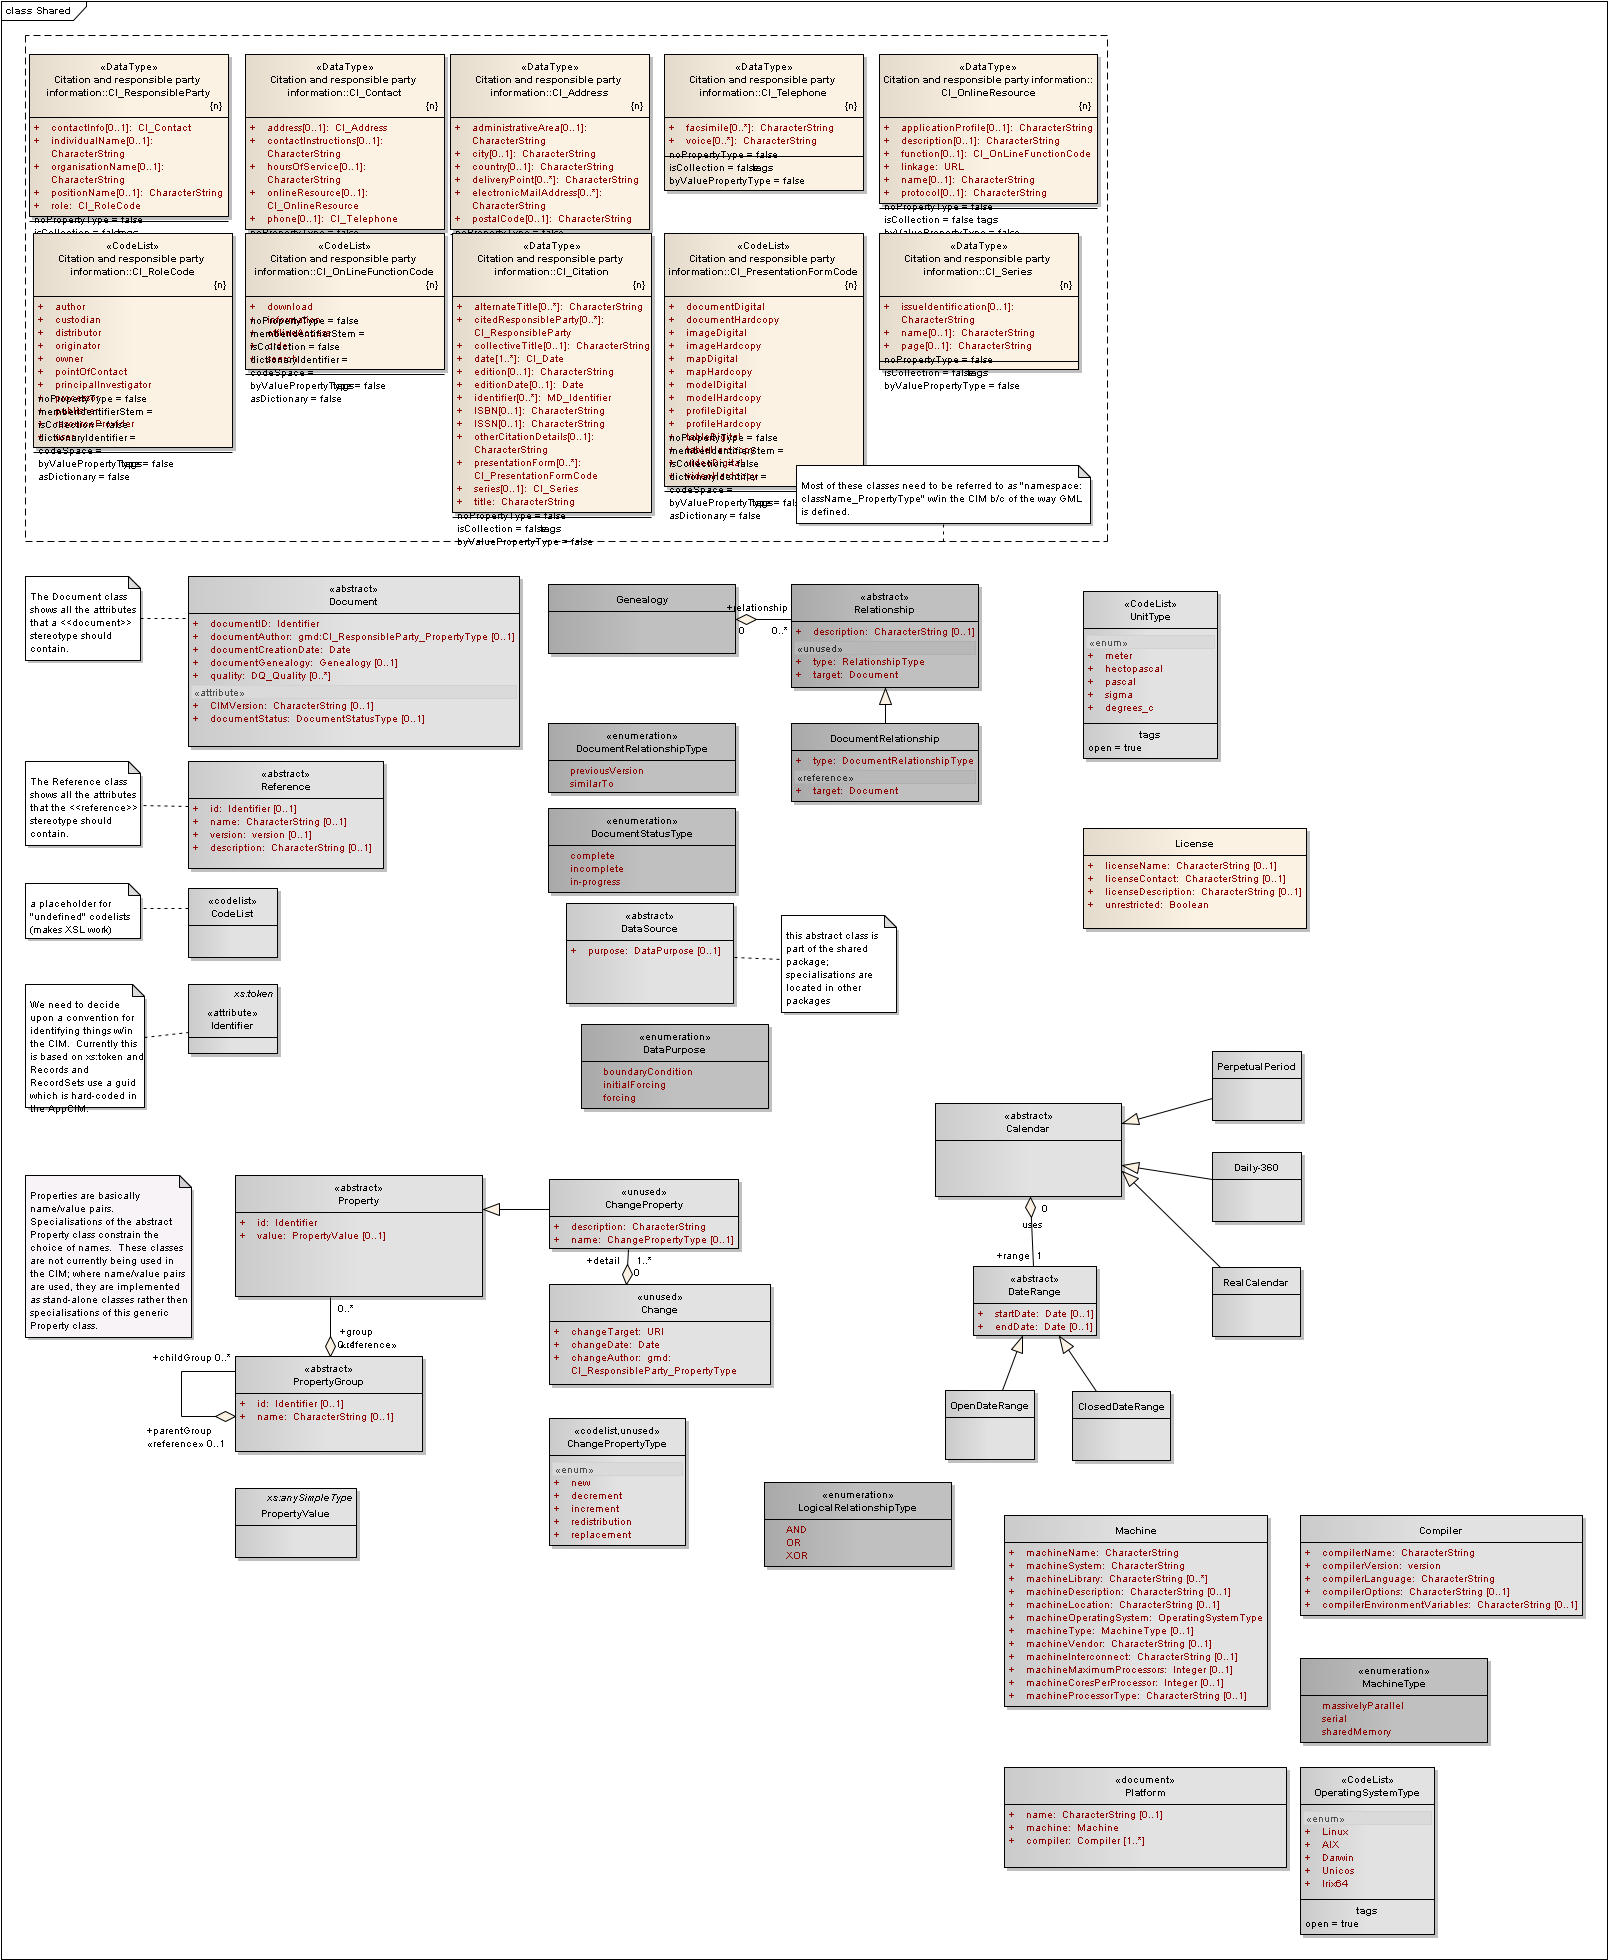 class Shared
«DataType»
Citation and responsible party
information::CI_ResponsibleParty
{n}
+ contactInfo[0..1]: CI_Contact
+ individualName[0..1]:
CharacterString
+ organisationName[0..1]:
CharacterString
+ positionName[0..1]: CharacterString
+ role: CI_RoleCode
noPropertyType = false
isCollection = false
«DataType»
Citation and responsible party
information::CI_Contact
{n}
+ address[0..1]: CI_Address
+ contactInstructions[0..1]:
CharacterString
+ hoursOfService[0..1]:
CharacterString
+ onlineResource[0..1]:
CI_OnlineResource
+ phone[0..1]: CI_Telephone
noPropertyType = false
«DataType»
Citation and responsible party
information::CI_Address
{n}
+ administrativeArea[0..1]:
CharacterString
+ city[0..1]: CharacterString
+ country[0..1]: CharacterString
+ deliveryPoint[0..*]: CharacterString
+ electronicMailAddress[0..*]:
CharacterString
+ postalCode[0..1]: CharacterString
noPropertyType = false
«DataType»
Citation and responsible party
information::CI_Telephone
{n}
+ facsimile[0..*]: CharacterString
+ voice[0..*]: CharacterString
noPropertyType = false
isCollection = false tags
byValuePropertyType = false
«DataType»
Citation and responsible party information::
CI_OnlineResource
{n}
+ applicationProfile[0..1]: CharacterString
+ description[0..1]: CharacterString
+ function[0..1]: CI_OnLineFunctionCode
+ linkage: URL
+ name[0..1]: CharacterString
+ protocol[0..1]: CharacterString
noPropertyType = false
isCollection = false tags
byValuePropertyType = false
«CodeList»
Citation and responsible party
information::CI_RoleCode
{n}
+ author
+ custodian
+ distributor
+ originator
+ owner
+ pointOfContact
+ principalInvestigator
+ processor
noPropertyType = false
+ publisher
memberIdentifierStem =
+ resourceProvider
isCollection = false
+ user
dictionaryIdentifier =
codeSpace =
byValuePropertyType = false
tags
asDictionary = false
«CodeList»
Citation and responsible party
information::CI_OnLineFunctionCode
{n}
+ download
+ information
noPropertyType = false
memberIdentifierStem =
+ order
isCollection = false
+ search
dictionaryIdentifier =
codeSpace =
byValuePropertyType = false
tags
asDictionary = false
«DataType»
Citation and responsible party
information::CI_Citation
{n}
+ alternateTitle[0..*]: CharacterString
+ citedResponsibleParty[0..*]:
CI_ResponsibleParty
+ collectiveTitle[0..1]: CharacterString
+ date[1..*]: CI_Date
+ edition[0..1]: CharacterString
+ editionDate[0..1]: Date
+ identifier[0..*]: MD_Identifier
+ ISBN[0..1]: CharacterString
+ ISSN[0..1]: CharacterString
+ otherCitationDetails[0..1]:
CharacterString
+ presentationForm[0..*]:
CI_PresentationFormCode
+ series[0..1]: CI_Series
+ title: CharacterString
noPropertyType = false
isCollection = false tags
byValuePropertyType = false
«CodeList»
Citation and responsible party
information::CI_PresentationFormCode
{n}
+ documentDigital
+ documentHardcopy
+ imageDigital
+ imageHardcopy
+ mapDigital
+ mapHardcopy
+ modelDigital
+ modelHardcopy
+ profileDigital
+ profileHardcopy
+ tableDigital
noPropertyType = false
+ tableHardcopy
memberIdentifierStem =
+ videoDigital
isCollection = false
+ videoHardcopy
dictionaryIdentifier =
codeSpace =
byValuePropertyType = fal
tags
asDictionary = false
«DataType»
Citation and responsible party
information::CI_Series
{n}
+ issueIdentification[0..1]:
CharacterString
+ name[0..1]: CharacterString
+ page[0..1]: CharacterString
noPropertyType = false
isCollection = false tags
byValuePropertyType = false
Most of these classes need to be referred to as "namespace:
className_PropertyType" w/in the CIM b/c of the way GML
is defined.
The Document class
shows all the attributes
that a <<document>>
stereotype should
contain.
«abstract»
Document
+ documentID: Identifier
+ documentAuthor: gmd:CI_ResponsibleParty_PropertyType [0..1]
+ documentCreationDate: Date
+ documentGenealogy: Genealogy [0..1]
+ quality: DQ_Quality [0..*]
«attribute»
+ CIMVersion: CharacterString [0..1]
+ documentStatus: DocumentStatusType [0..1]
Genealogy
+relationship
0
0..*
«abstract»
Relationship
+ description: CharacterString [0..1]
«unused»
+ type: RelationshipType
+ target: Document
«CodeList»
UnitType
«enum»
+ meter
+ hectopascal
+ pascal
+ sigma
+ degrees_c
tags
open = true
«enumeration»
DocumentRelationshipType
previousVersion
similarTo
DocumentRelationship
+ type: DocumentRelationshipType
«reference»
+ target: Document
The Reference class
shows all the attributes
that the <<reference>>
stereotype should
contain.
«abstract»
Reference
+ id: Identifier [0..1]
+ name: CharacterString [0..1]
+ version: version [0..1]
+ description: CharacterString [0..1]
«enumeration»
DocumentStatusType
complete
incomplete
in-progress
License
+ licenseName: CharacterString [0..1]
+ licenseContact: CharacterString [0..1]
+ licenseDescription: CharacterString [0..1]
+ unrestricted: Boolean
a placeholder for
"undefined" codelists
(makes XSL work)
«codelist»
CodeList
«abstract»
DataSource
+ purpose: DataPurpose [0..1]
this abstract class is
part of the shared
package;
specialisations are
located in other
packages
We need to decide
upon a convention for
identifying things w/in
the CIM. Currently this
is based on xs:token and
Records and
RecordSets use a guid
which is hard-coded in
the AppCIM.
xs:token
«attribute»
Identifier
«enumeration»
DataPurpose
boundaryCondition
initialForcing
forcing
PerpetualPeriod
«abstract»
Calendar
Daily-360
RealCalendar
0
uses
+range 1
«abstract»
DateRange
+ startDate: Date [0..1]
+ endDate: Date [0..1]
OpenDateRange
ClosedDateRange
Properties are basically
name/value pairs.
Specialisations of the abstract
Property class constrain the
choice of names. These classes
are not currently being used in
the CIM; where name/value pairs
are used, they are implemented
as stand-alone classes rather then
specialisations of this generic
Property class.
«abstract»
Property
+ id: Identifier
+ value: PropertyValue [0..1]
«unused»
ChangeProperty
+ description: CharacterString
+ name: ChangePropertyType [0..1]
+detail 1..*
0
«unused»
Change
+ changeTarget: URI
+ changeDate: Date
+ changeAuthor: gmd:
CI_ResponsibleParty_PropertyType
0..*
+group
0..1
«reference»
+childGroup 0..*
«abstract»
PropertyGroup
+ id: Identifier [0..1]
+ name: CharacterString [0..1]
+parentGroup
«reference» 0..1
xs:anySimpleType
PropertyValue
«codelist,unused»
ChangePropertyType
«enum»
+ new
+ decrement
+ increment
+ redistribution
+ replacement
«enumeration»
LogicalRelationshipType
AND
OR
XOR
Machine
+ machineName: CharacterString
+ machineSystem: CharacterString
+ machineLibrary: CharacterString [0..*]
+ machineDescription: CharacterString [0..1]
+ machineLocation: CharacterString [0..1]
+ machineOperatingSystem: OperatingSystemType
+ machineType: MachineType [0..1]
+ machineVendor: CharacterString [0..1]
+ machineInterconnect: CharacterString [0..1]
+ machineMaximumProcessors: Integer [0..1]
+ machineCoresPerProcessor: Integer [0..1]
+ machineProcessorType: CharacterString [0..1]
Compiler
+ compilerName: CharacterString
+ compilerVersion: version
+ compilerLanguage: CharacterString
+ compilerOptions: CharacterString [0..1]
+ compilerEnvironmentVariables: CharacterString [0..1]
«enumeration»
MachineType
massivelyParallel
serial
sharedMemory
«document»
Platform
+ name: CharacterString [0..1]
+ machine: Machine
+ compiler: Compiler [1..*]
«CodeList»
OperatingSystemType
«enum»
+ Linux
+ AIX
+ Darwin
+ Unicos
+ Irix64
tags
open = true